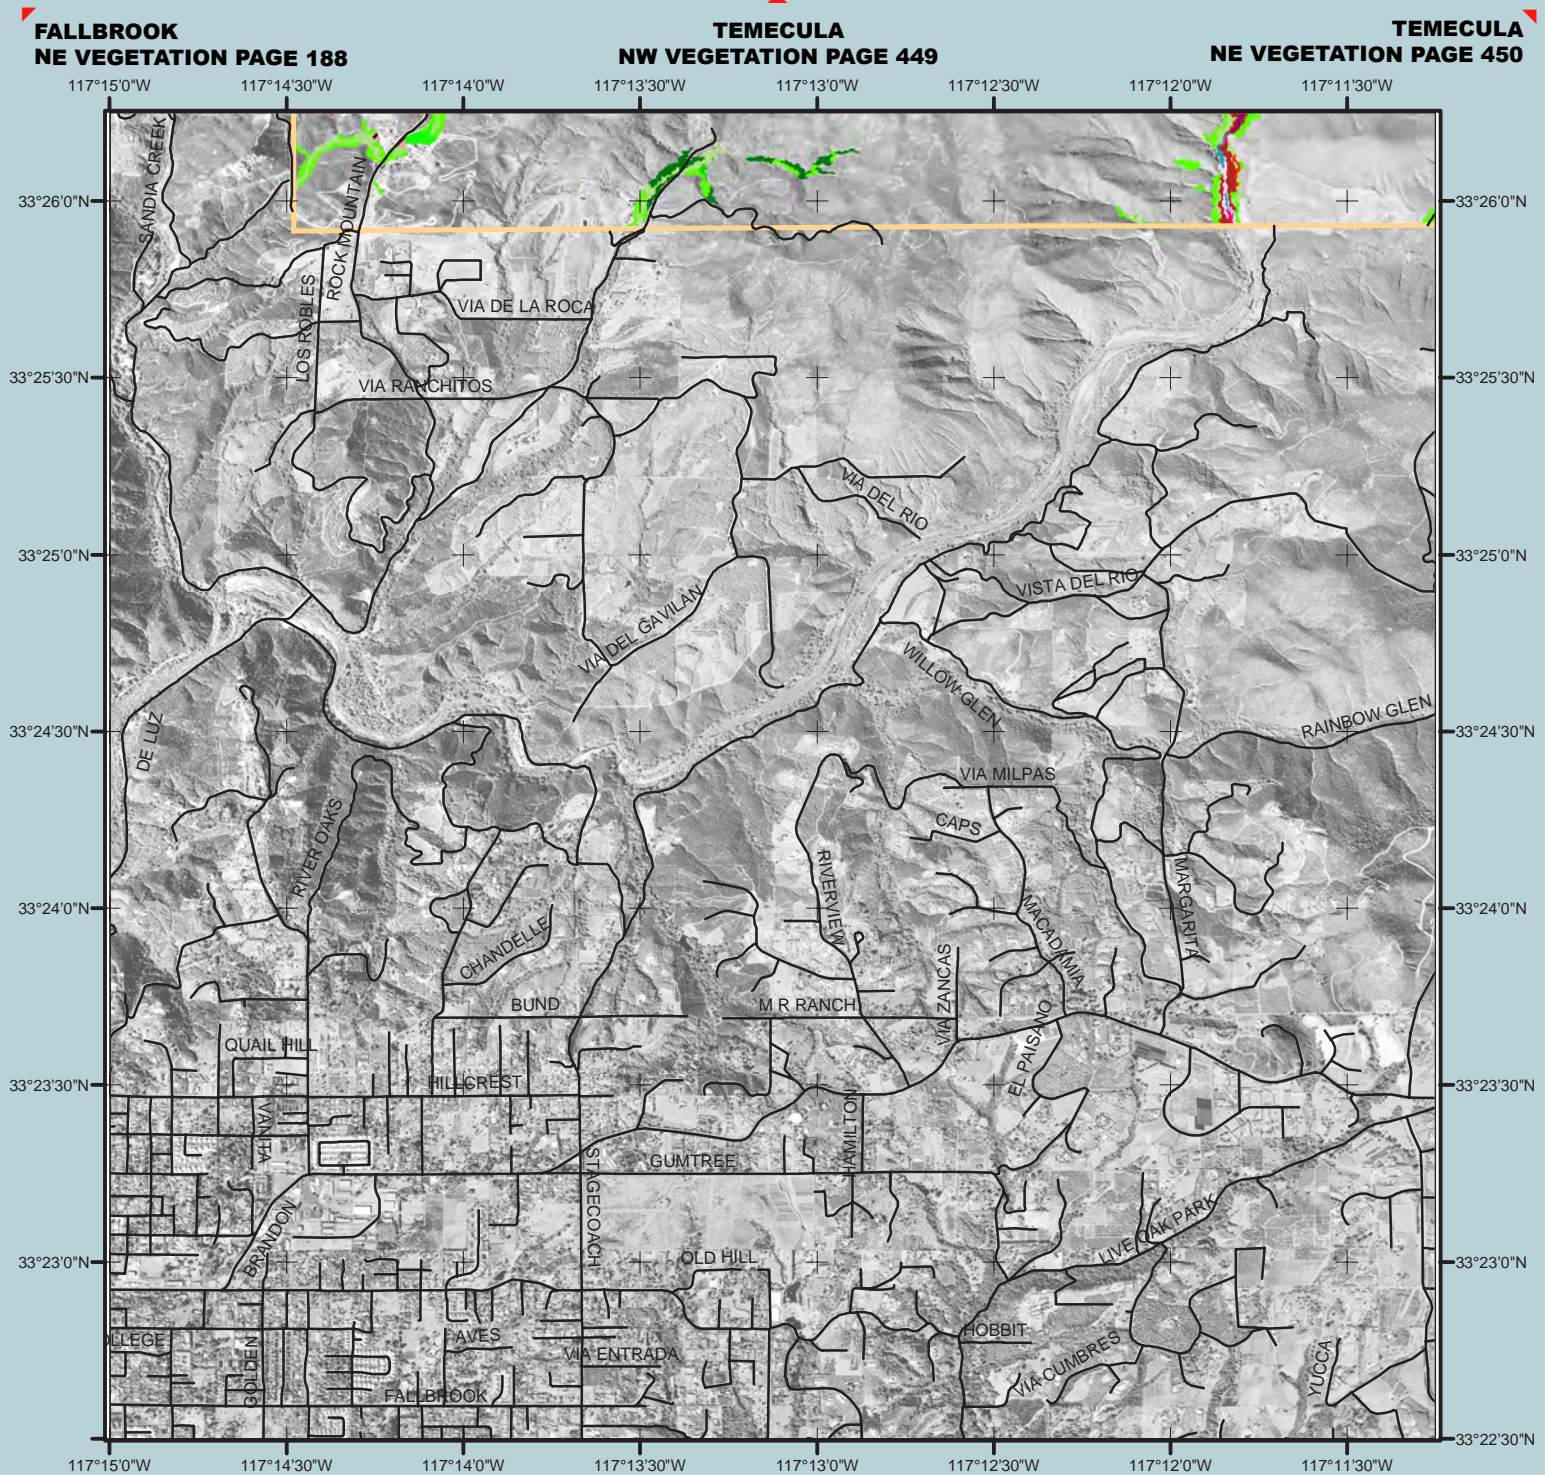 FALLBROOK
NE VEGETATION PAGE 188
TEMECULA
NW VEGETATION PAGE 449
TEMECULA
NE VEGETATION PAGE 450
117°15'0"W
117°14'30"W
117°14'0"W
117°13'30"W
117°13'0"W
117°12'30"W
117°12'0"W
117°11'30"W
SANDIA CREEK
ROCK MOUNTAIN
33°26'0"N
33°26'0"N
LOS ROBLES
VIA DE LA ROCA
33°25'30"N
VIA RANCHITOS
33°25'30"N
VIA DEL RIO
33°25'0"N
33°25'0"N
VISTA DEL RIO
VIA DEL GAVILAN
WILLOW GLEN
RAINBOW GLEN
33°24'30"N
DE LUZ
33°24'30"N
VIA MILPAS
CAPS
RIVER OAKS
RIVERVIEW
MARGARITA
33°24'0"N
33°24'0"N
CHANDELLE
MACADAMIA
VIA ZANCAS
BUND
M R RANCH
QUAIL HILL
EL PAISANO
33°23'30"N
HILLCREST
33°23'30"N
HAMILTON
GUMTREE
STAGECOACH
BRANDON
LIVE OAK PARK
33°23'0"N
OLD HILL
33°23'0"N
OLLEGE
GOLDEN
AVES
HOBBIT
VIA ENTRADA
VIA CUMBRES
YUCCA
FALLBROOK
33°22'30"N
117°15'0"W
117°14'30"W
117°14'0"W
117°13'30"W
117°13'0"W
117°12'30"W
117°12'0"W
117°11'30"W